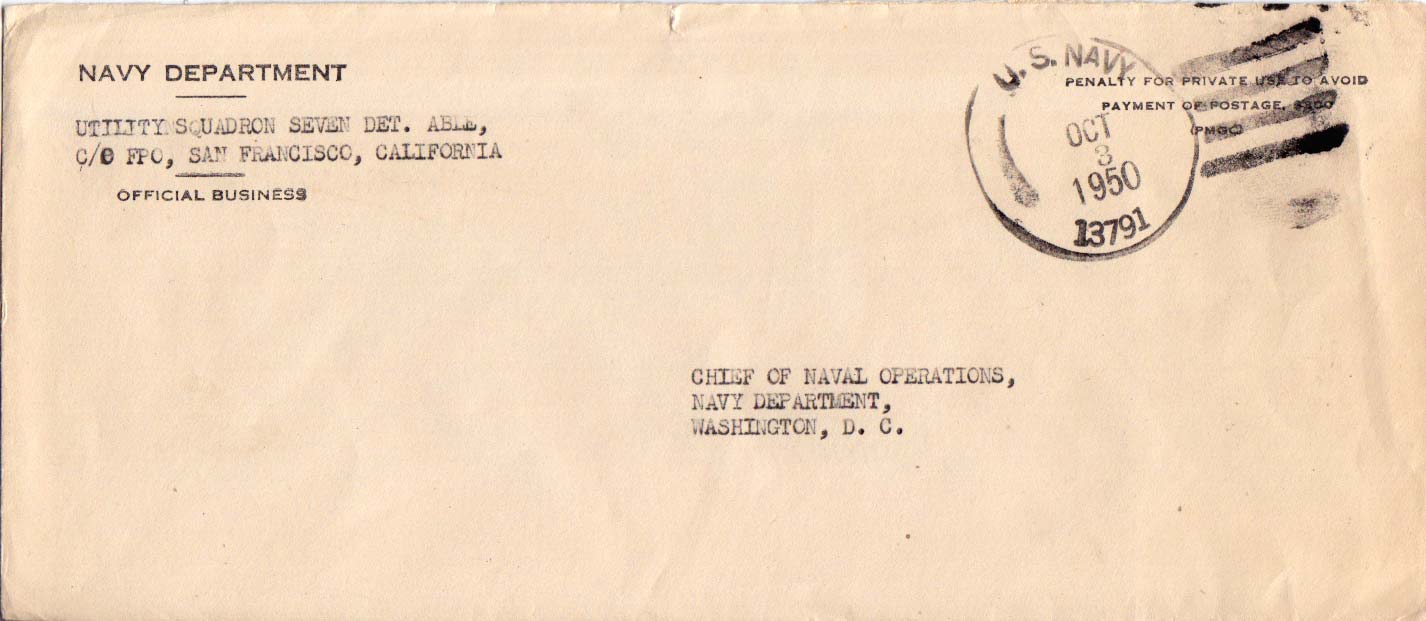 NAVY DEPARTMENT
UTILITY SQUADRON SEVEN DET. ABLE,
C/O FPO, SAN FRANCISCO, CALIFORNIA
OFFICIAL BUSINESS
U. S. NAVY
OCT
3
1950
13791
PENALTY FOR PRIVATE USE TO AVOID
PAYMENT OF POSTAGE, $300
(PMGC)
CHIEF OF NAVAL OPERATIONS,
NAVY DEPARTMENT,
WASHINGTON, D. C.